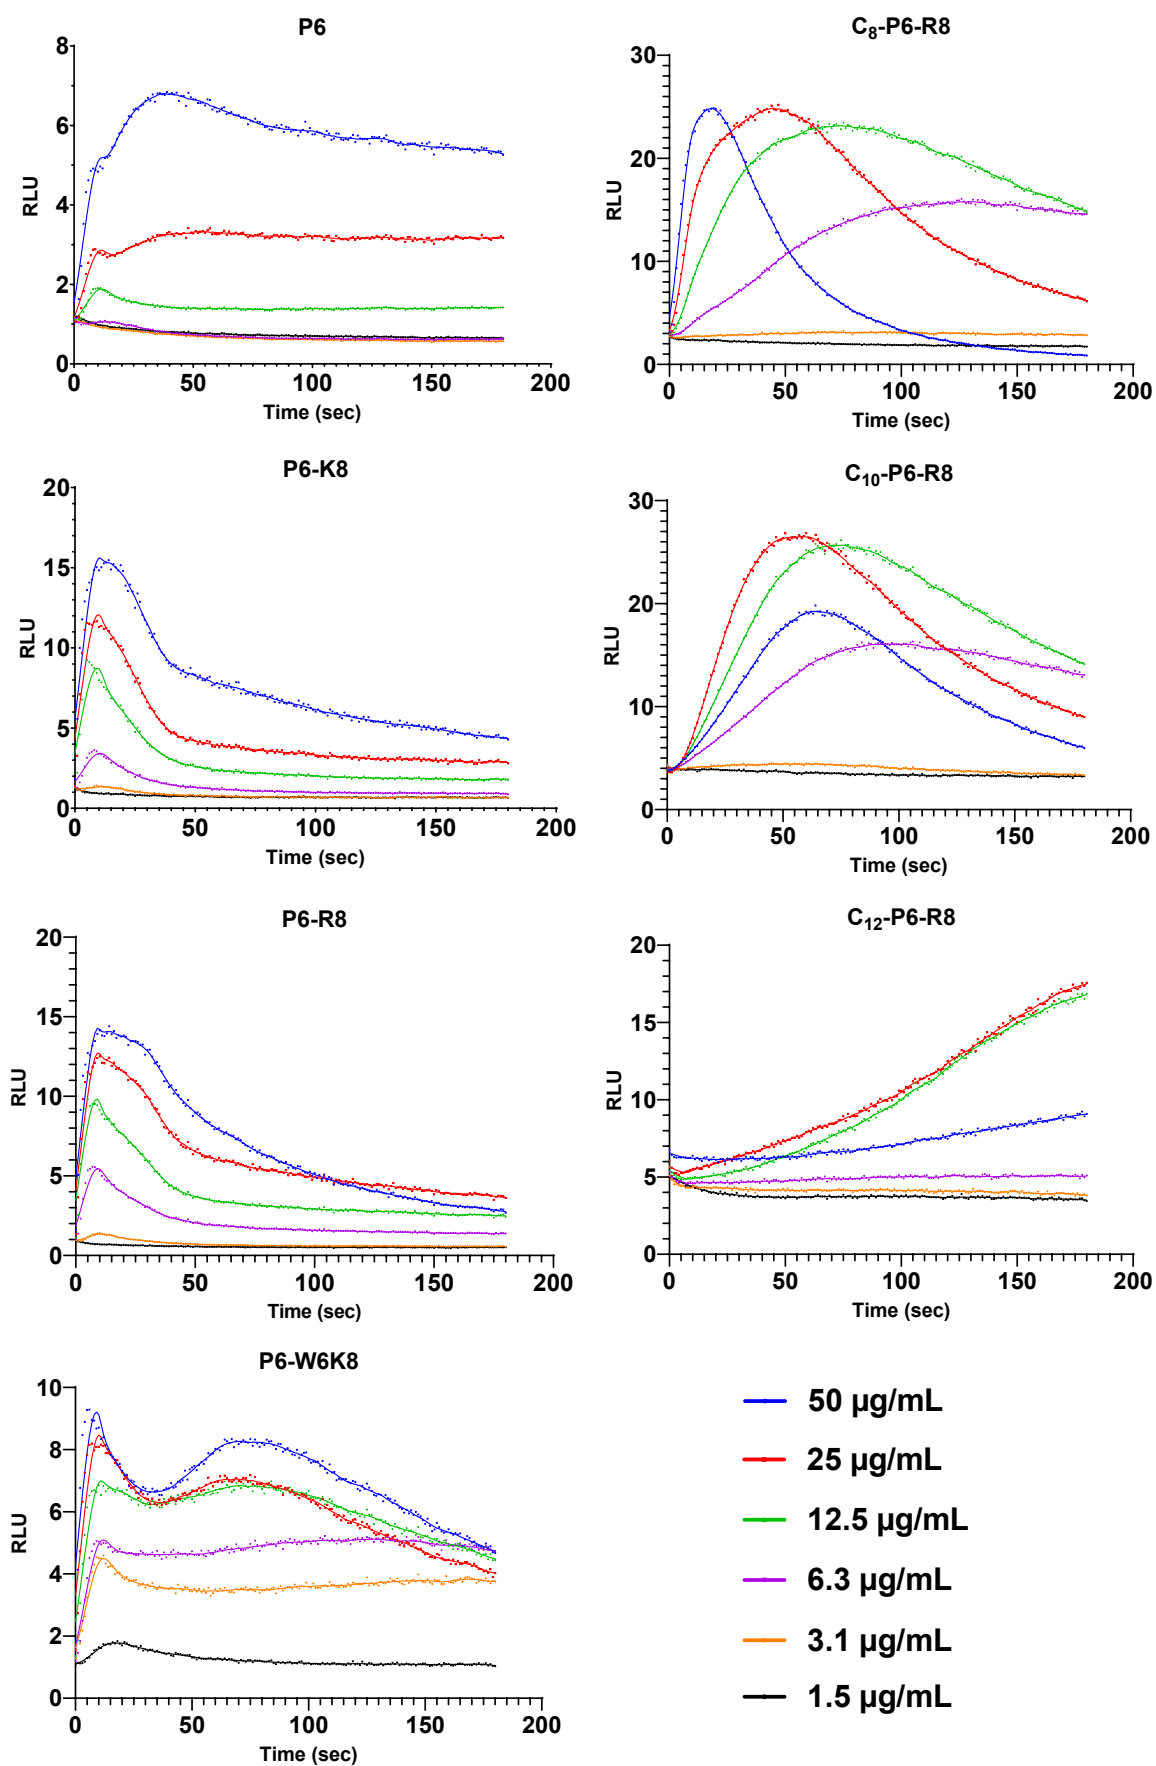 P6
8
6
4
2
0
RLU
0 50 100 150 200
Time (sec)
C₈-P6-R8
30
20
10
0
RLU
0 50 100 150 200
Time (sec)
P6-K8
20
15
10
5
0
RLU
0 50 100 150 200
Time (sec)
C₁₀-P6-R8
30
20
10
0
RLU
0 50 100 150 200
Time (sec)
P6-R8
20
15
10
5
0
RLU
0 50 100 150 200
Time (sec)
C₁₂-P6-R8
20
15
10
5
0
RLU
0 50 100 150 200
Time (sec)
P6-W6K8
10
8
6
4
2
0
RLU
0 50 100 150 200
Time (sec)
50 µg/mL
25 µg/mL
12.5 µg/mL
6.3 µg/mL
3.1 µg/mL
1.5 µg/mL